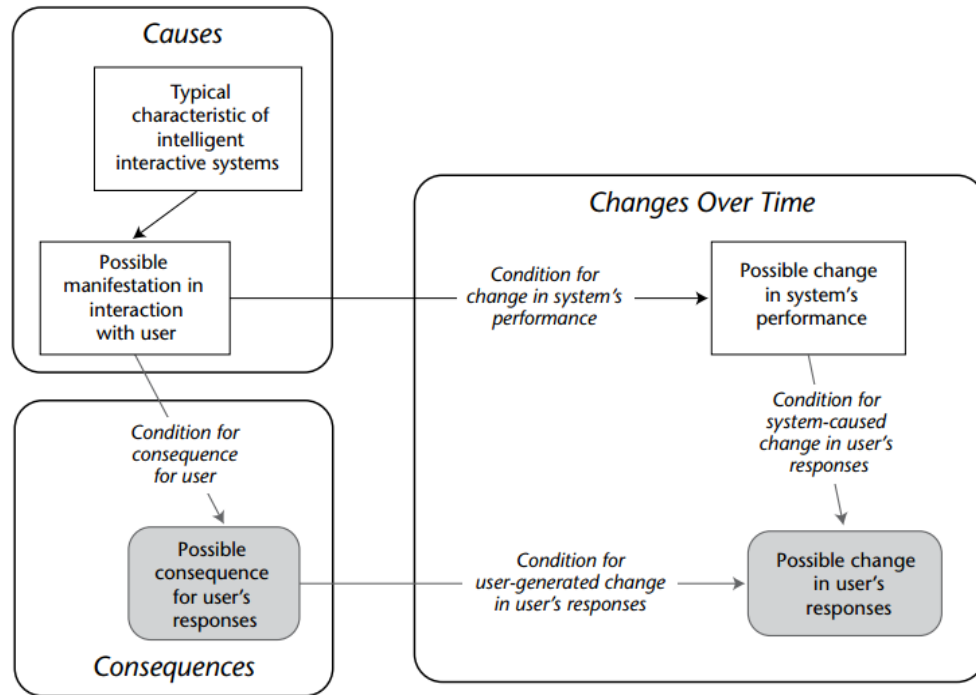 Causes
Typical
characteristic of
intelligent
interactive systems
Possible
manifestation in
interaction
with user
Changes Over Time
Condition for
change in system's
performance
Possible change
in system's
performance
Condition for
consequence
for user
Condition for
system-caused
change in user's
responses
Possible
consequence
for user's
responses
Condition for
user-generated change
in user's responses
Possible change
in user's
responses
Consequences